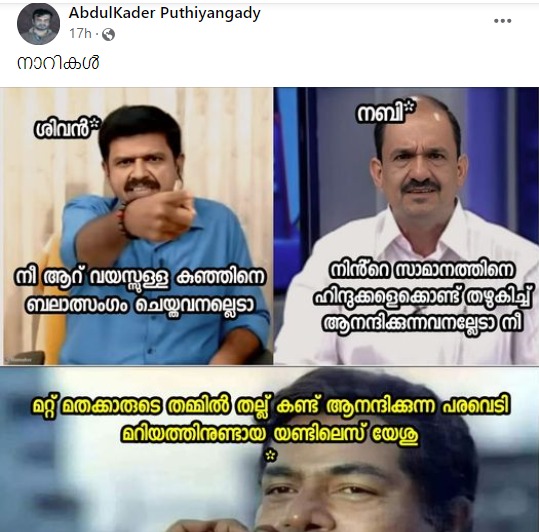 AbdulKader Puthiyangady
17h
നാറികൾ
ശിവൻ*
നബി*
നീ ആറ് വയസ്സുള്ള കുഞ്ഞിനെ
ബലാത്സംഗം ചെയ്തവനല്ലെടാ
നിൻ്റെ സാമാനത്തിനെ
ഹിന്ദുക്കളെക്കൊണ്ട് തഴുകിച്ച്
ആനന്ദിക്കുന്നവനല്ലേടാ നീ
മറ്റ് മതക്കാരുടെ തമ്മിൽ തല്ല് കണ്ട് ആനന്ദിക്കുന്ന പരവെടി
മറിയത്തിനുണ്ടായ യണ്ടിലെസ് യേശു
*